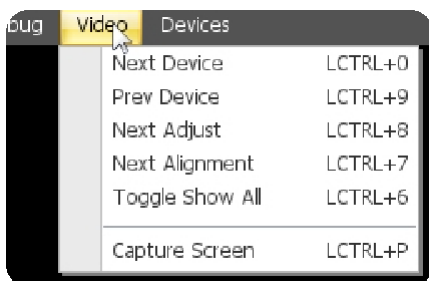 bug Video Devices
Next Device LCTRL+0
Prev Device LCTRL+9
Next Adjust LCTRL+8
Next Alignment LCTRL+7
Toggle Show All LCTRL+6
Capture Screen LCTRL+P